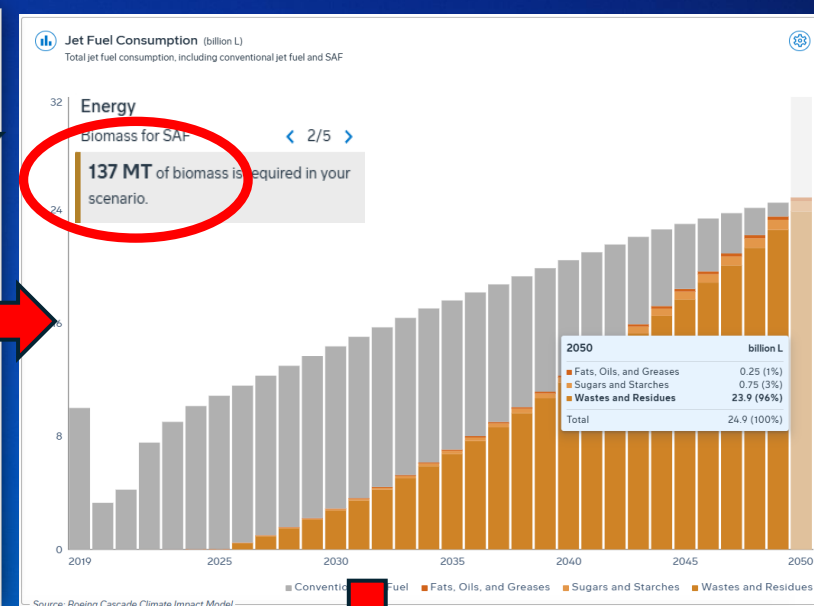 Jet Fuel Consumption (billion L)
Total jet fuel consumption, including conventional jet fuel and SAF
32
Energy
Biomass for SAF
2/5
137 MT of biomass is required in your
scenario.
24
8
0
2050 billion L
Fats, Oils, and Greases 0.25 (1%)
Sugars and Starches 0.75 (3%)
Wastes and Residues 23.9 (96%)
Total 24.9 (100%)
2019 2025 2030 2035 2040 2045 2050
Fuel Fats, Oils, and Greases Sugars and Starches Wastes and Residues
Source: Boeing Cascade Climate Impact Model